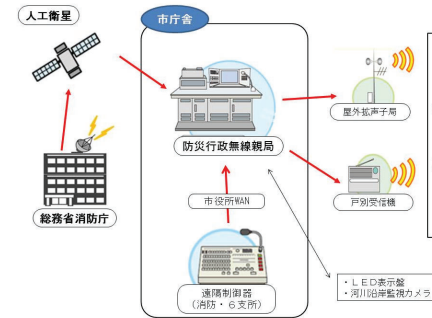 人工衛星
市庁舎
総務省消防庁
防災行政無線親局
市役所WAN
遠隔制御器
(消防・6支所)
屋外拡声子局
戸別受信機
・LED表示盤
・河川沿岸監視カメラ